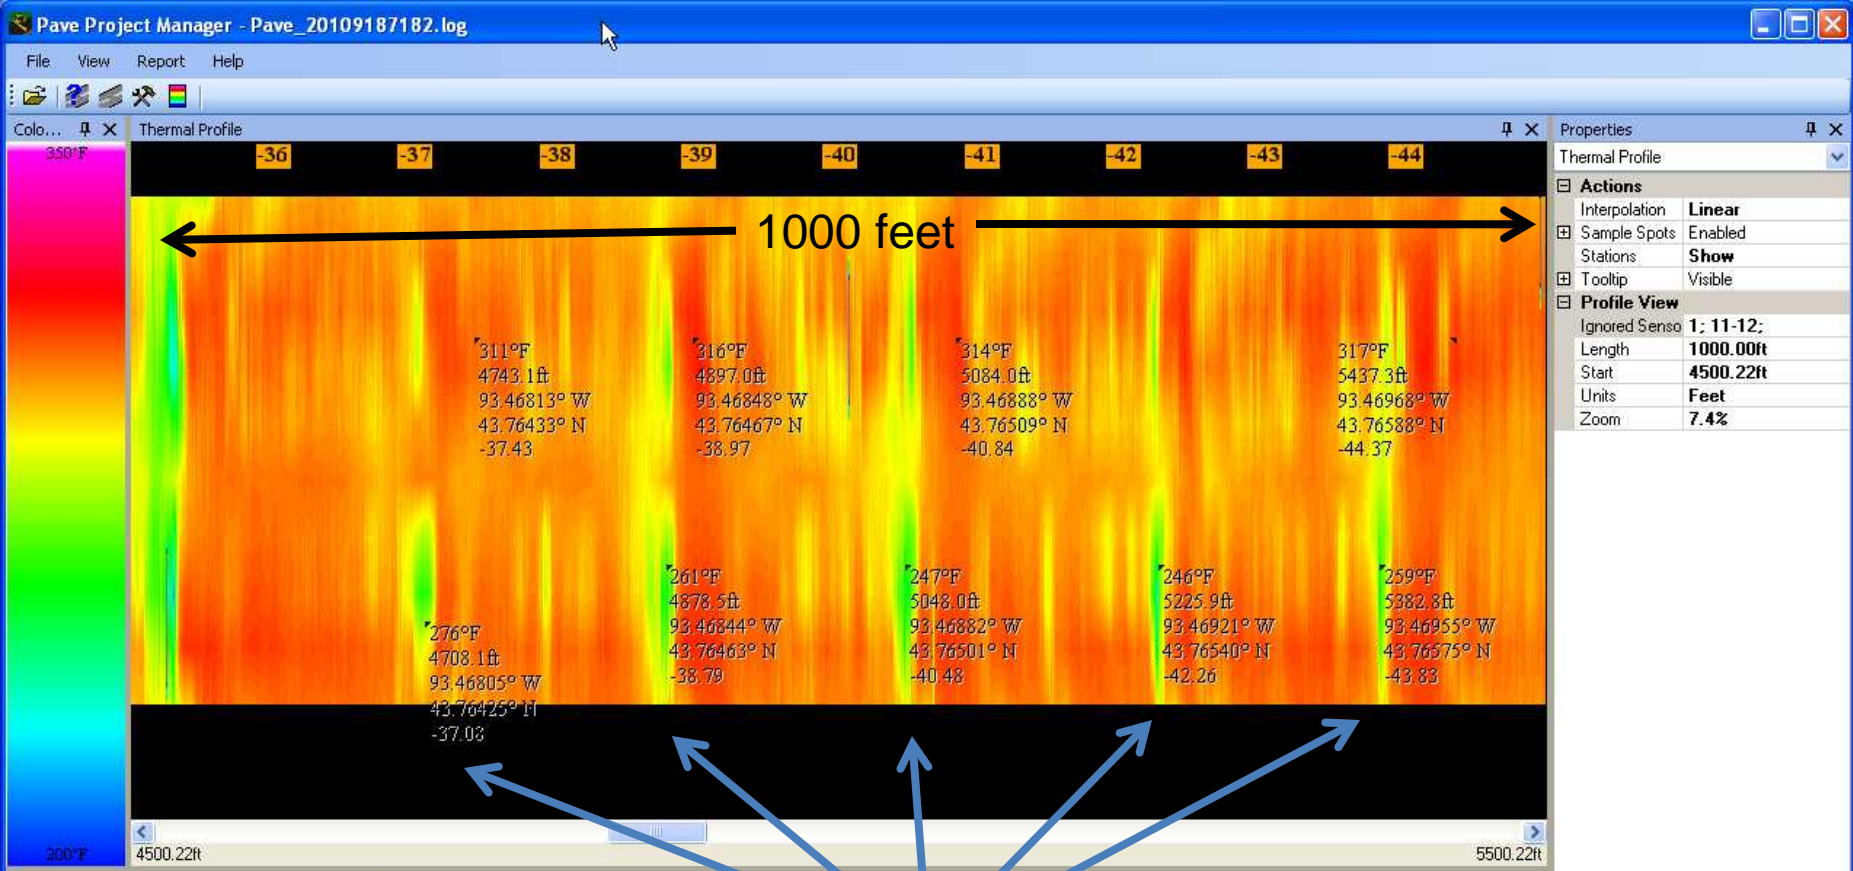 Pave Project Manager - Pave_20109187182.log
File View Report Help
Colo...
Thermal Profile
Properties
350°F
-36 -37 -38 -39 -40 -41 -42 -43 -44
Thermal Profile
Actions
Interpolation Linear
Sample Spots Enabled
Stations Show
Tooltip Visible
Profile View
Ignored Senso 1; 11-12;
Length 1000.00ft
Start 4500.22ft
Units Feet
Zoom 7.4%
1000 feet
311°F
4743.1ft
93.46813° W
43.76433° N
-37.43
316°F
4897.0ft
93.46848° W
43.76467° N
-38.97
314°F
5084.0ft
93.46888° W
43.76509° N
-40.84
317°F
5437.3ft
93.46968° W
43.76588° N
-44.37
276°F
4708.1ft
93.46805° W
43.76425° N
-37.08
261°F
4878.5ft
93.46844° W
43.76463° N
-38.79
247°F
5048.0ft
93.46882° W
43.76501° N
-40.48
246°F
5225.9ft
93.46921° W
43.76540° N
-42.26
259°F
5382.8ft
93.46955° W
43.76575° N
-43.83
200°F
4500.22ft
5500.22ft